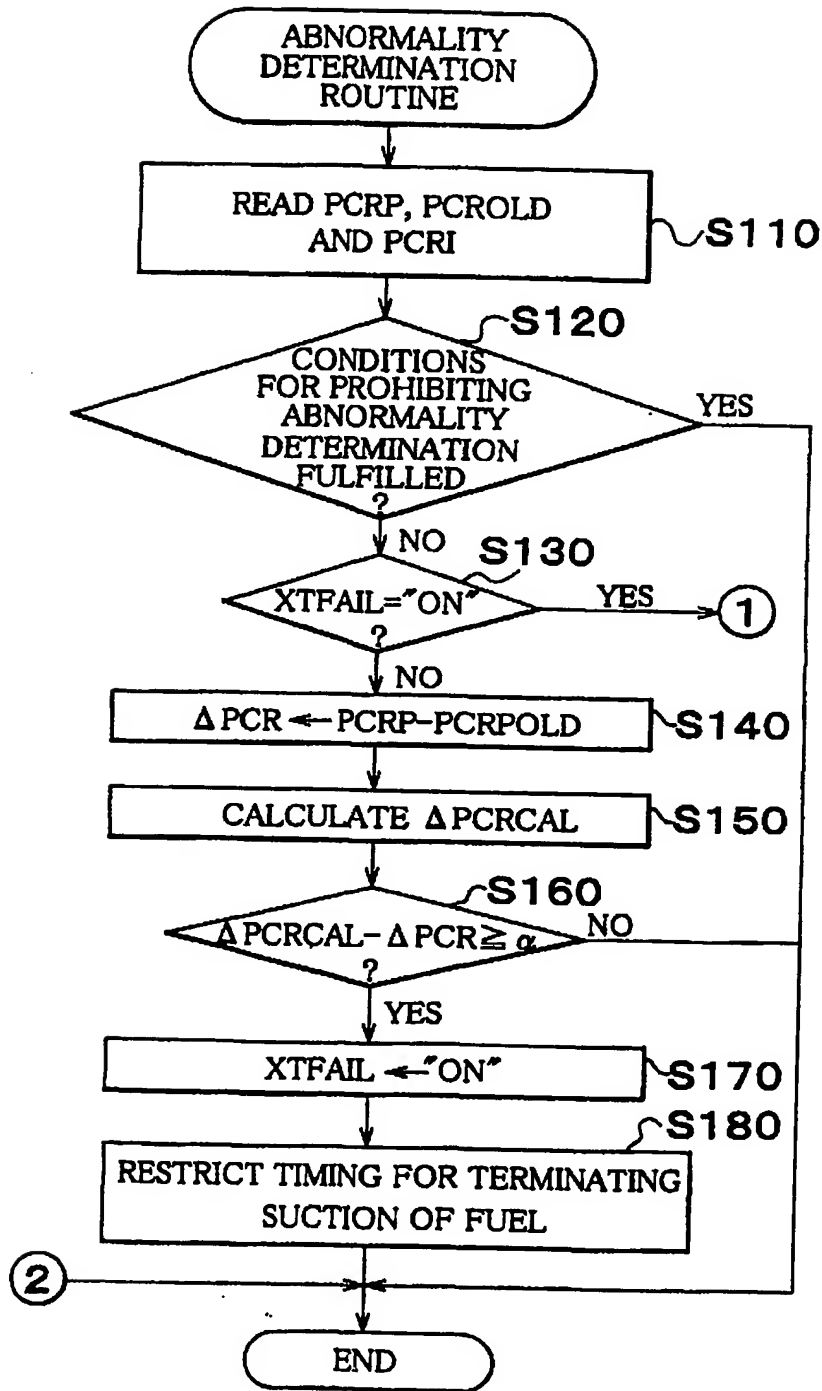 ABNORMALITY
DETERMINATION
ROUTINE
READ PCRP, PCROLD
AND PCRI
S110
S120
CONDITIONS
FOR PROHIBITING
ABNORMALITY
DETERMINATION
FULFILLED
?
YES
NO
S130
XTFAIL="ON"
?
YES
1
NO
ΔPCR ← PCRP-PCRPOLD
S140
CALCULATE ΔPCRCAL
S150
S160
ΔPCRCAL-ΔPCR≧α
?
NO
YES
XTFAIL ← "ON"
S170
S180
RESTRICT TIMING FOR TERMINATING
SUCTION OF FUEL
2
END